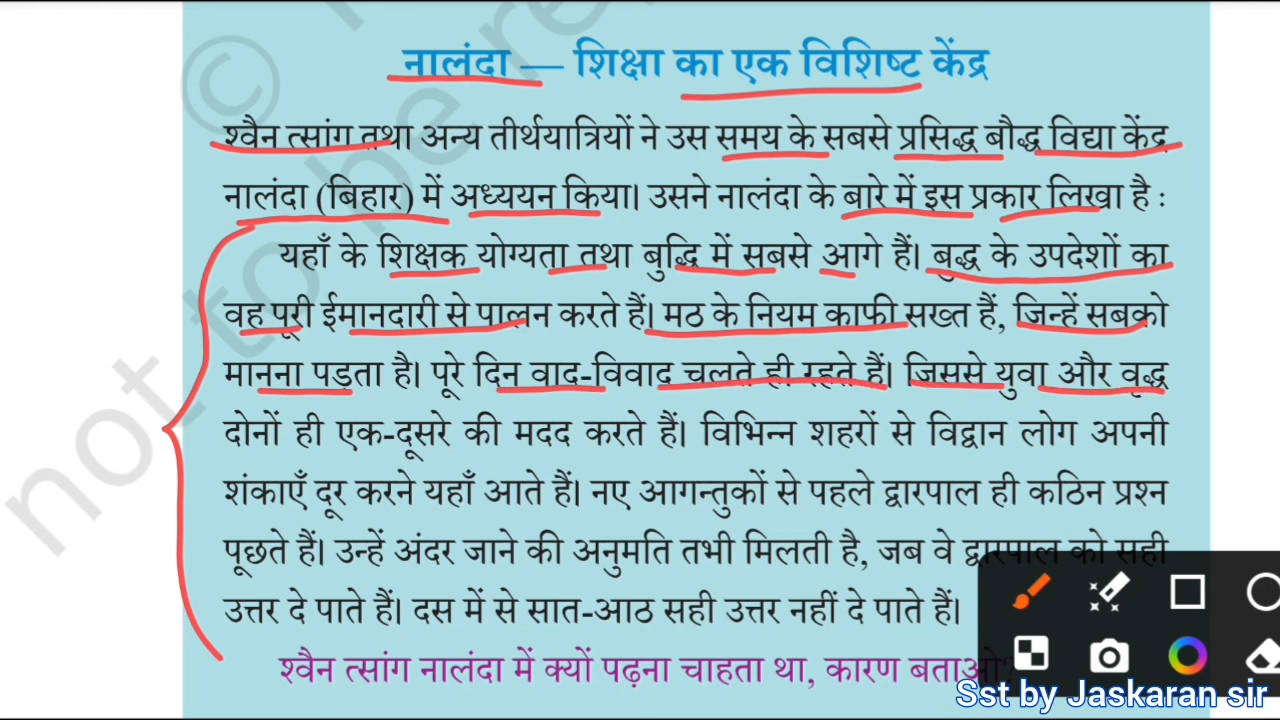 नालंदा — शिक्षा का एक विशिष्ट केंद्र
श्वैन त्सांग तथा अन्य तीर्थयात्रियों ने उस समय के सबसे प्रसिद्ध बौद्ध विद्या केंद्र
नालंदा (बिहार) में अध्ययन किया। उसने नालंदा के बारे में इस प्रकार लिखा है :
यहाँ के शिक्षक योग्यता तथा बुद्धि में सबसे आगे हैं। बुद्ध के उपदेशों का
वह पूरी ईमानदारी से पालन करते हैं। मठ के नियम काफी सख्त हैं, जिन्हें सबको
मानना पड़ता है। पूरे दिन वाद-विवाद चलते ही रहते हैं। जिससे युवा और वृद्ध
दोनों ही एक-दूसरे की मदद करते हैं। विभिन्न शहरों से विद्वान लोग अपनी
शंकाएँ दूर करने यहाँ आते हैं। नए आगन्तुकों से पहले द्वारपाल ही कठिन प्रश्न
पूछते हैं। उन्हें अंदर जाने की अनुमति तभी मिलती है, जब वे द्वारपाल को सही
उत्तर दे पाते हैं। दस में से सात-आठ सही उत्तर नहीं दे पाते हैं।
श्वैन त्सांग नालंदा में क्यों पढ़ना चाहता था, कारण बताओ?
Sst by Jaskaran sir
©
not to be re